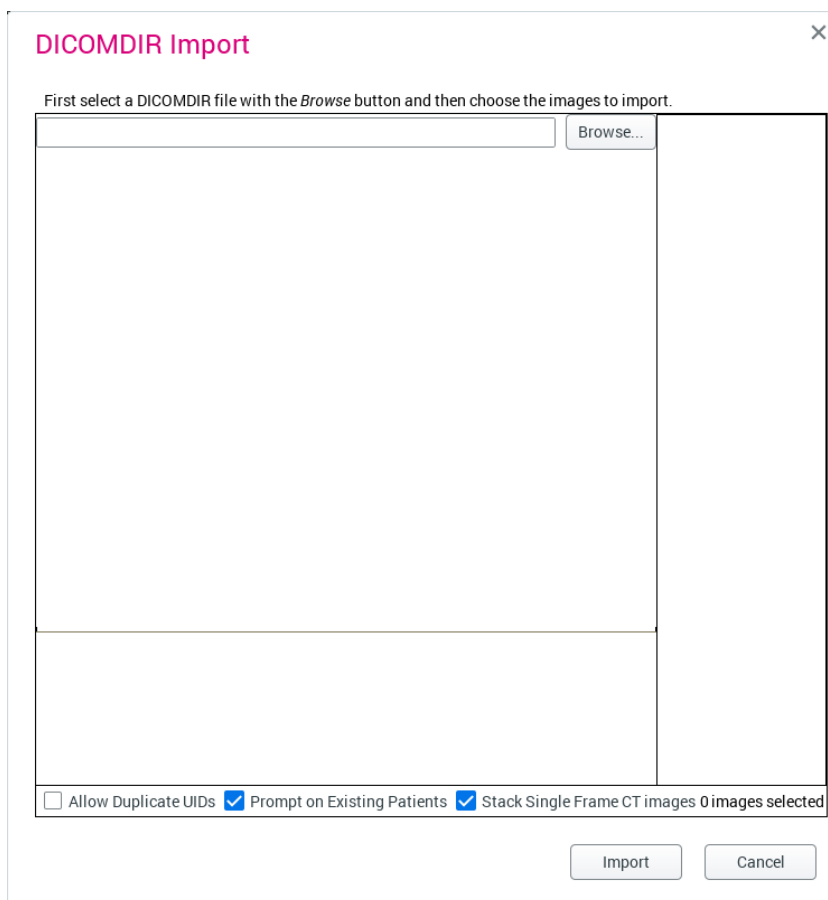 DICOMDIR Import
First select a DICOMDIR file with the Browse button and then choose the images to import.
Browse...
Allow Duplicate UIDs Prompt on Existing Patients Stack Single Frame CT images 0 images selected
Import Cancel